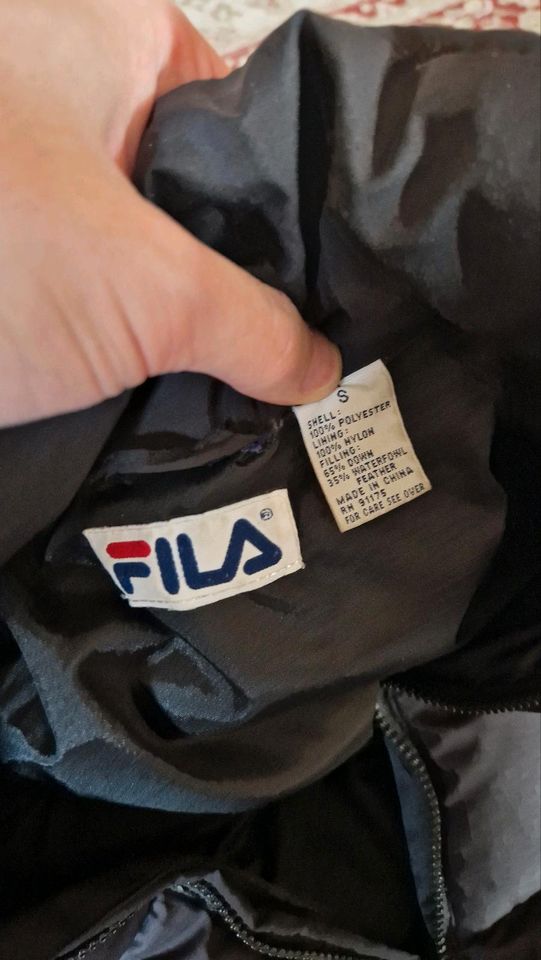 S
SHELL:
100% POLYESTER
LINING:
100% NYLON
FILLING:
65% DOWN
35% WATERFOWL
FEATHER
MADE IN CHINA
RN 91175
FOR CARE SEE OVER
FILA®